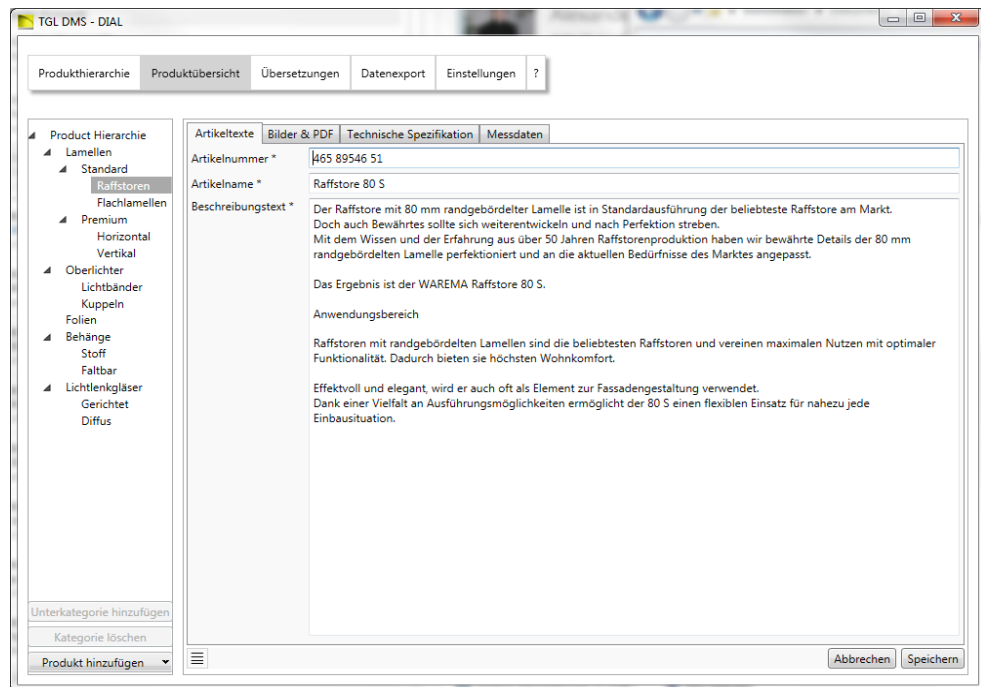 TGL DMS - DIAL
Produkthierarchie Produktübersicht Übersetzungen Datenexport Einstellungen ?
Product Hierarchie
Lamellen
Standard
Raffstoren
Flachlamellen
Premium
Horizontal
Vertikal
Oberlichter
Lichtbänder
Kuppeln
Folien
Behänge
Stoff
Faltbar
Lichtlenkgläser
Gerichtet
Diffus
Unterkategorie hinzufügen
Kategorie löschen
Produkt hinzufügen
Artikeltexte Bilder & PDF Technische Spezifikation Messdaten
Artikelnummer * 465 89546 51
Artikelname * Raffstore 80 S
Beschreibungstext * Der Raffstore mit 80 mm randgebördelter Lamelle ist in Standardausführung der beliebteste Raffstore am Markt.
Doch auch Bewährtes sollte sich weiterentwickeln und nach Perfektion streben.
Mit dem Wissen und der Erfahrung aus über 50 Jahren Raffstorenproduktion haben wir bewährte Details der 80 mm
randgebördelten Lamelle perfektioniert und an die aktuellen Bedürfnisse des Marktes angepasst.
Das Ergebnis ist der WAREMA Raffstore 80 S.
Anwendungsbereich
Raffstoren mit randgebördelten Lamellen sind die beliebtesten Raffstoren und vereinen maximalen Nutzen mit optimaler
Funktionalität. Dadurch bieten sie höchsten Wohnkomfort.
Effektvoll und elegant, wird er auch oft als Element zur Fassadengestaltung verwendet.
Dank einer Vielfalt an Ausführungsmöglichkeiten ermöglicht der 80 S einen flexiblen Einsatz für nahezu jede
Einbausituation.
Abbrechen Speichern